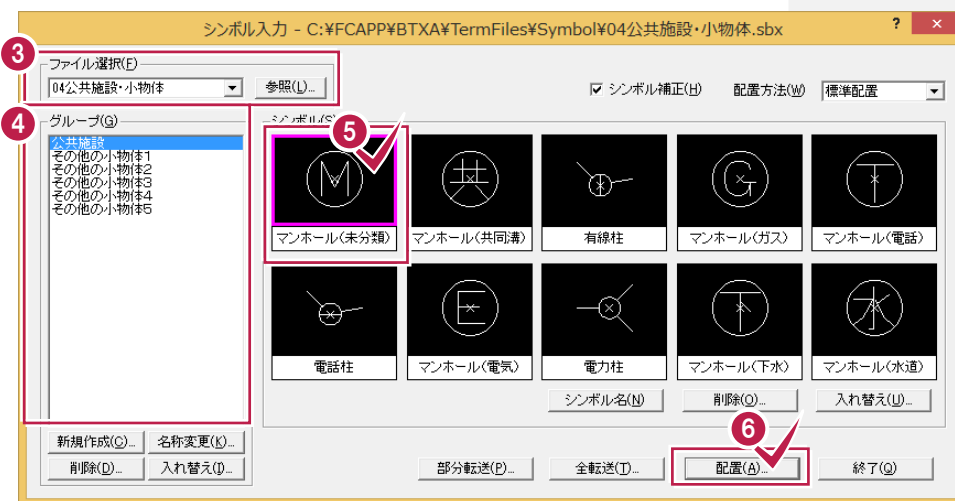 シンボル入力 - C:¥FCAPP¥BTXA¥TermFiles¥Symbol¥04公共施設・小物体.sbx
? ×
3
ファイル選択(F)
04公共施設・小物体
参照(L)...
シンボル補正(H)
配置方法(W)
標準配置
4
グループ(G)
公共施設
その他の小物体1
その他の小物体2
その他の小物体3
その他の小物体4
その他の小物体5
シンボル(S)
5
M
共
G
T
マンホール(未分類)
マンホール(共同溝)
有線柱
マンホール(ガス)
マンホール(電話)
E
下
水
電話柱
マンホール(電気)
電力柱
マンホール(下水)
マンホール(水道)
シンボル名(N)
削除(O)...
入れ替え(U)...
6
新規作成(C)...
名称変更(K)...
削除(D)...
入れ替え(I)...
部分転送(P)...
全転送(T)...
配置(A)...
終了(Q)